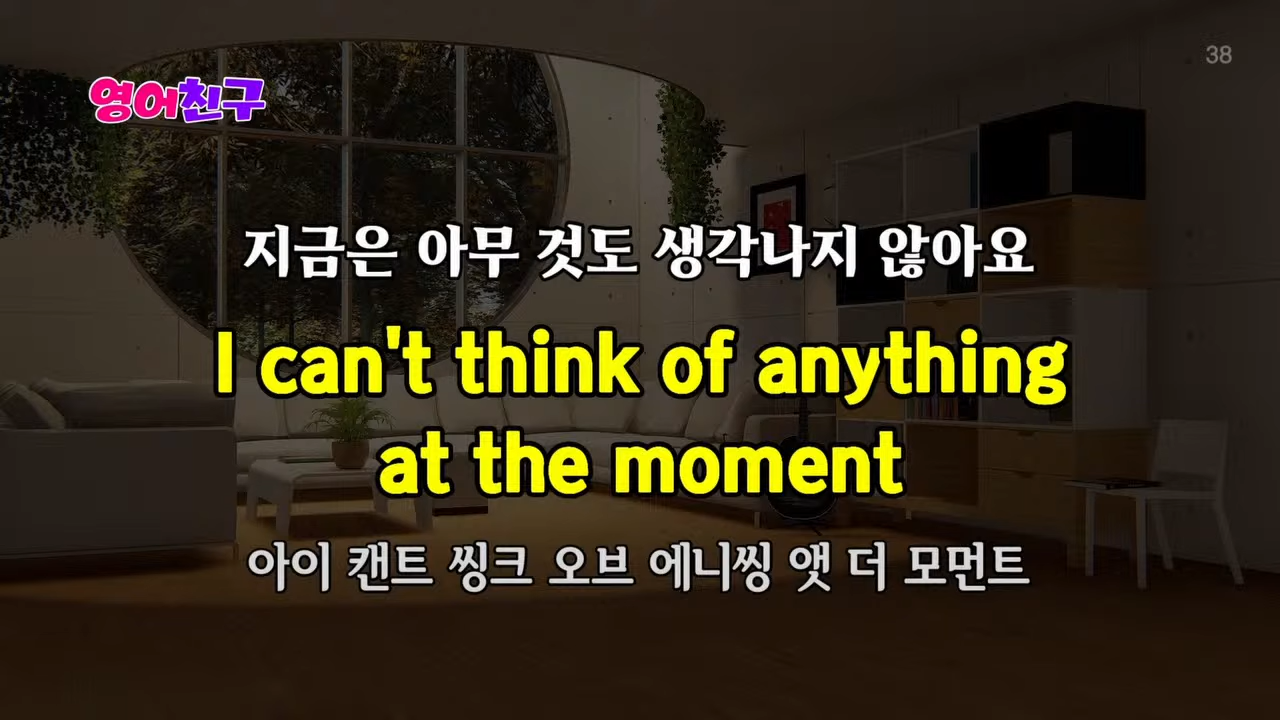 38
영어친구
지금은 아무 것도 생각나지 않아요
I can't think of anything
at the moment
아이 캔트 씽크 오브 에니씽 앳 더 모먼트